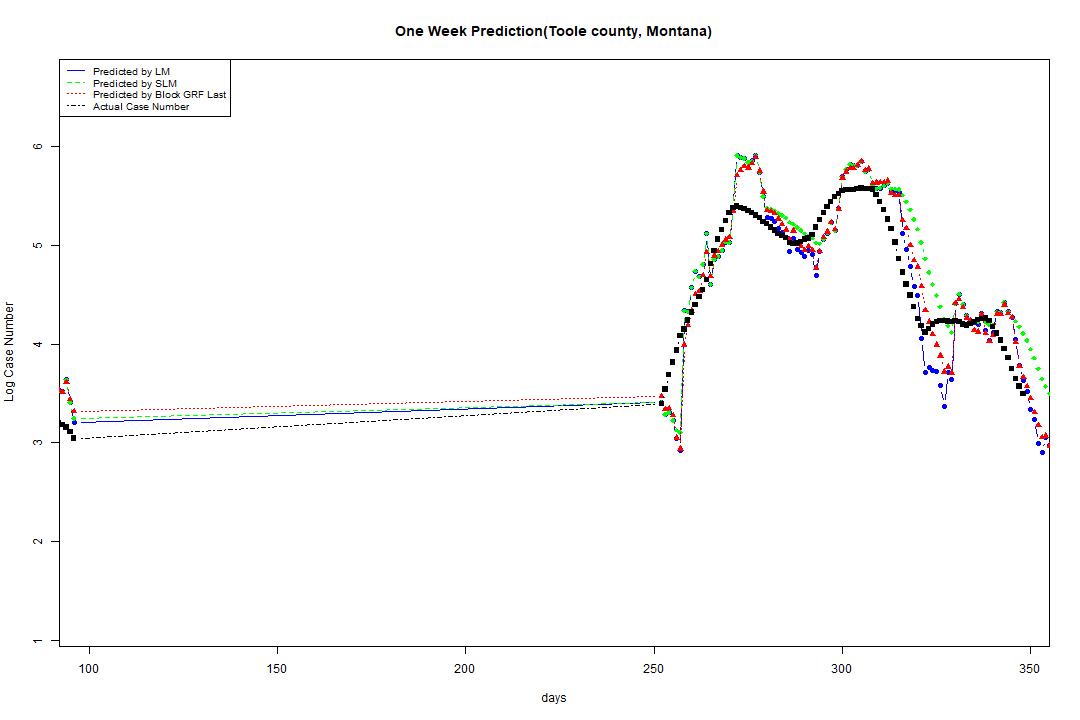 One Week Prediction(Toole county, Montana)
Predicted by LM
Predicted by SLM
Predicted by Block GRF Last
Actual Case Number
Log Case Number
6
5
4
3
2
1
100 150 200 250 300 350
days